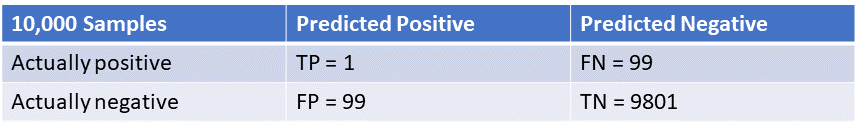 10,000 Samples Predicted Positive Predicted Negative
Actually positive TP = 1 FN = 99
Actually negative FP = 99 TN = 9801